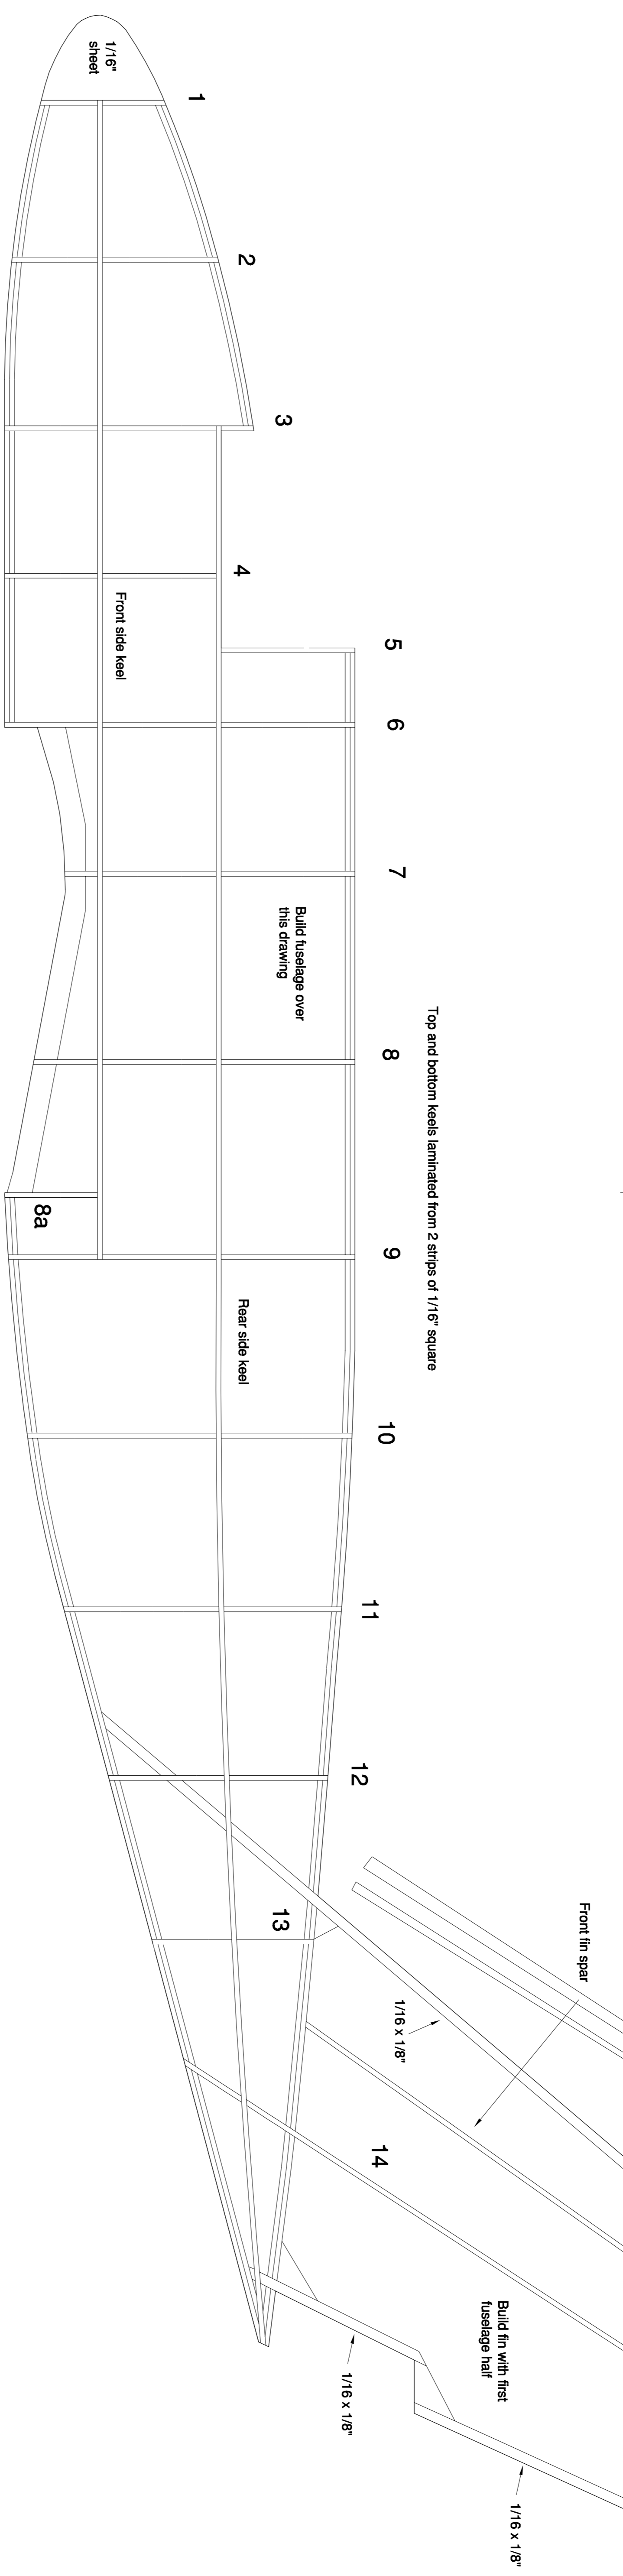 1/16"
sheet
1
2
3
4
Front side keel
5
6
7
Build fuselage over
this drawing
Top and bottom keels laminated from 2 strips of 1/16" square
8
8a
9
Rear side keel
10
11
12
13
Front fin spar
1/16 x 1/8"
14
Build fin with first
fuselage half
1/16 x 1/8"
1/16 x 1/8"